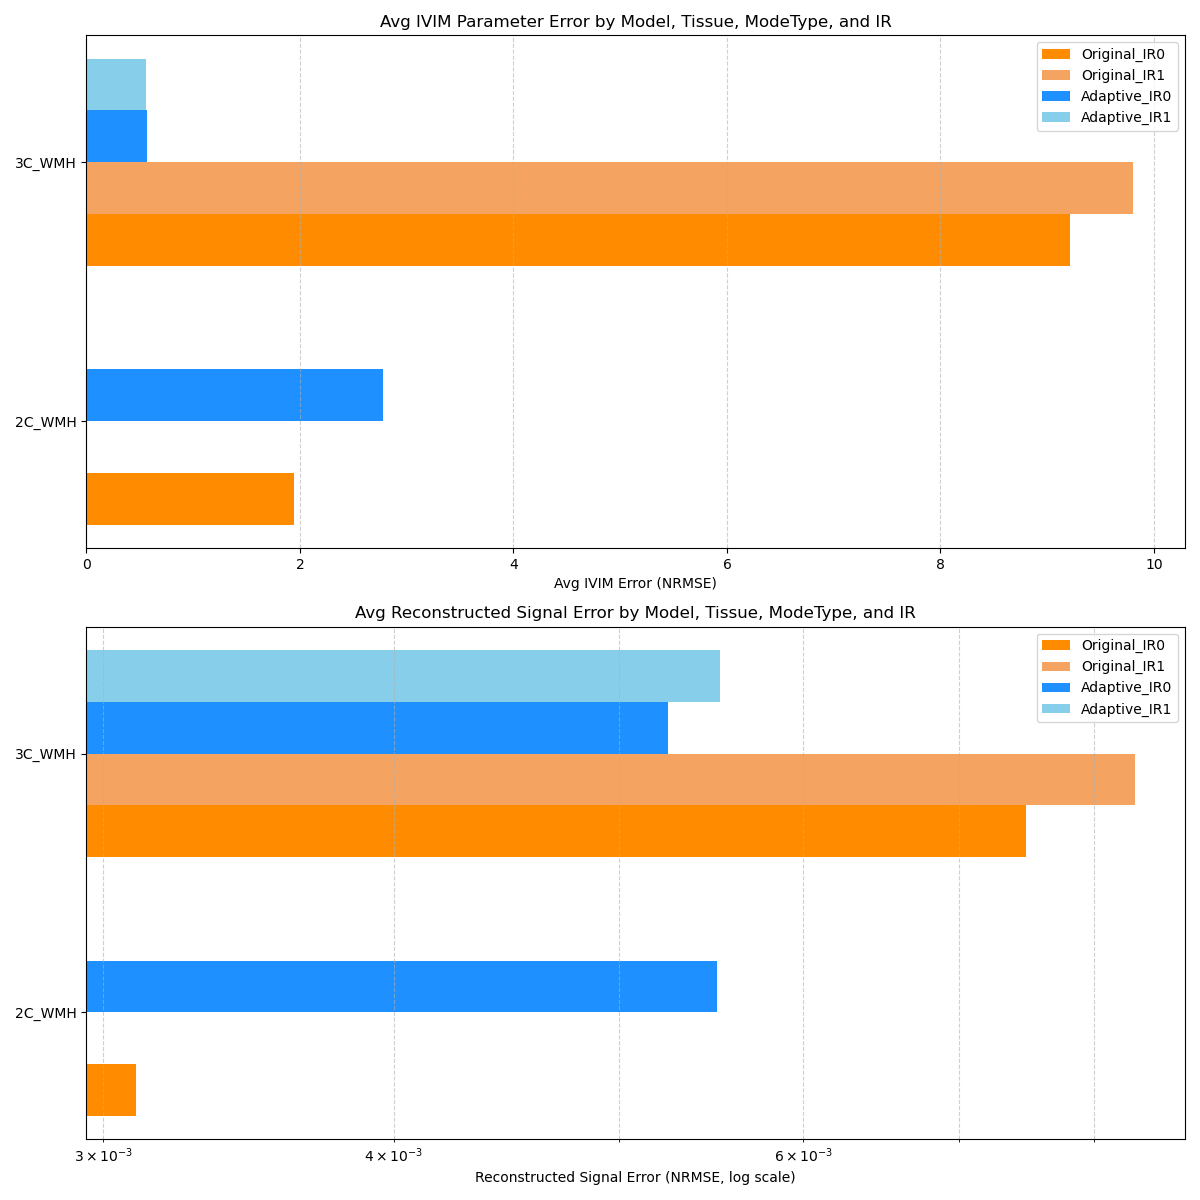 Avg IVIM Parameter Error by Model, Tissue, ModeType, and IR
Original_IR0
Original_IR1
Adaptive_IR0
Adaptive_IR1
3C_WMH
2C_WMH
0 2 4 6 8 10
Avg IVIM Error (NRMSE)
Avg Reconstructed Signal Error by Model, Tissue, ModeType, and IR
Original_IR0
Original_IR1
Adaptive_IR0
Adaptive_IR1
3C_WMH
2C_WMH
3 × 10⁻³ 4 × 10⁻³ 6 × 10⁻³
Reconstructed Signal Error (NRMSE, log scale)